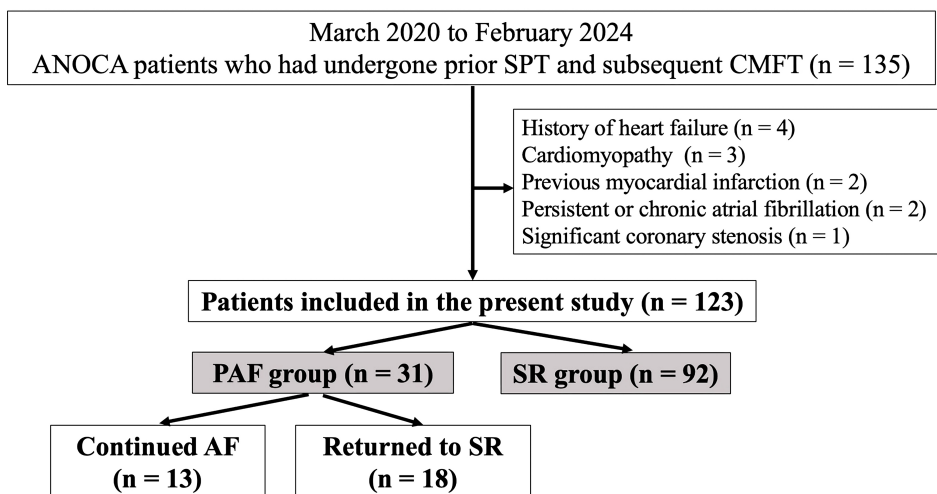 March 2020 to February 2024
ANOCA patients who had undergone prior SPT and subsequent CMFT (n = 135)
History of heart failure (n = 4)
Cardiomyopathy (n = 3)
Previous myocardial infarction (n = 2)
Persistent or chronic atrial fibrillation (n = 2)
Significant coronary stenosis (n = 1)
Patients included in the present study (n = 123)
PAF group (n = 31)
SR group (n = 92)
Continued AF
(n = 13)
Returned to SR
(n = 18)